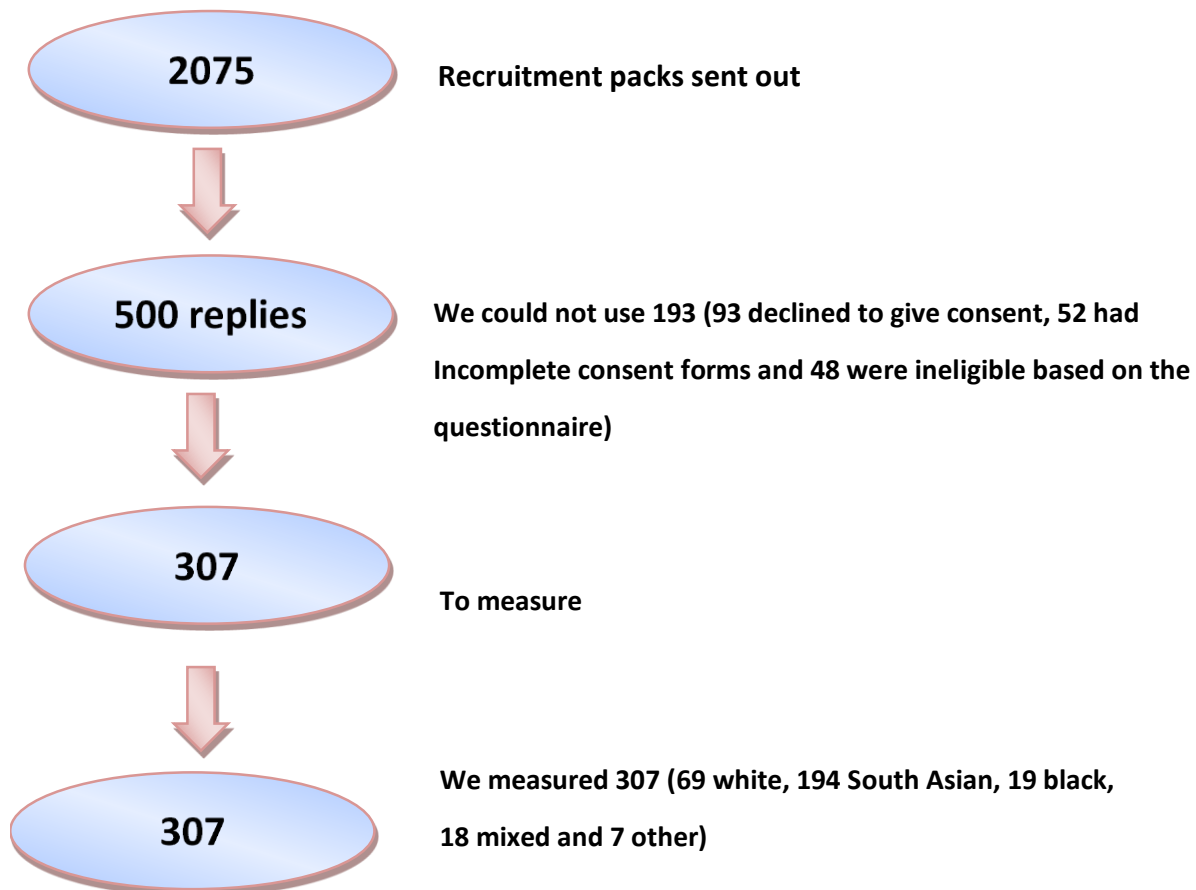 2075
Recruitment packs sent out
500 replies
We could not use 193 (93 declined to give consent, 52 had
Incomplete consent forms and 48 were ineligible based on the
questionnaire)
307
To measure
We measured 307 (69 white, 194 South Asian, 19 black,
18 mixed and 7 other)
307